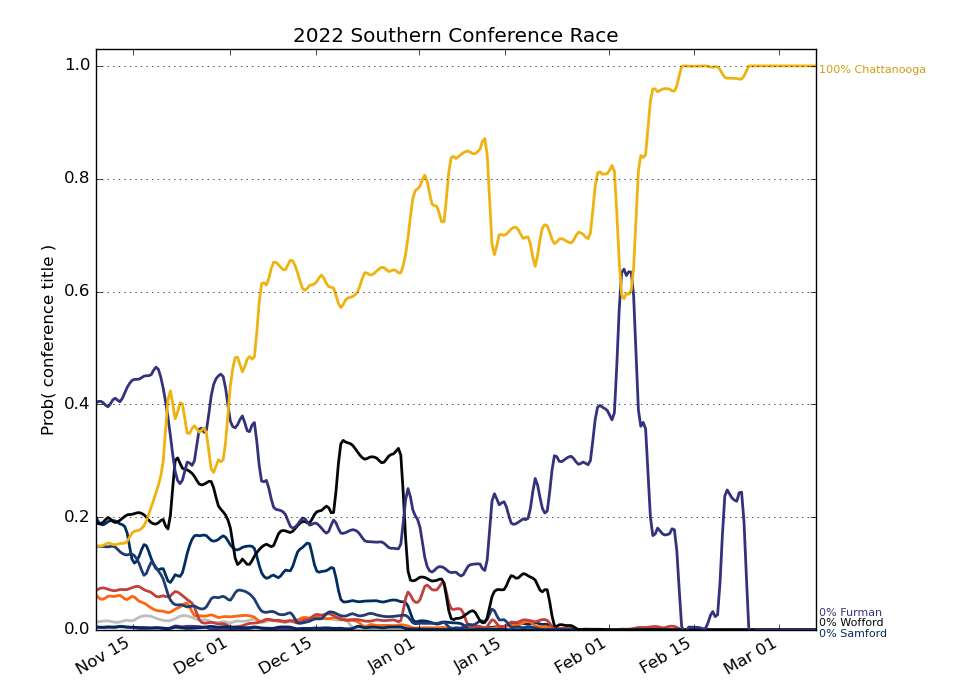 2022 Southern Conference Race
Prob( conference title )
1.0
0.8
0.6
0.4
0.2
0.0
Nov 15
Dec 01
Dec 15
Jan 01
Jan 15
Feb 01
Feb 15
Mar 01
100% Chattanooga
0% Furman
0% Wofford
0% Samford